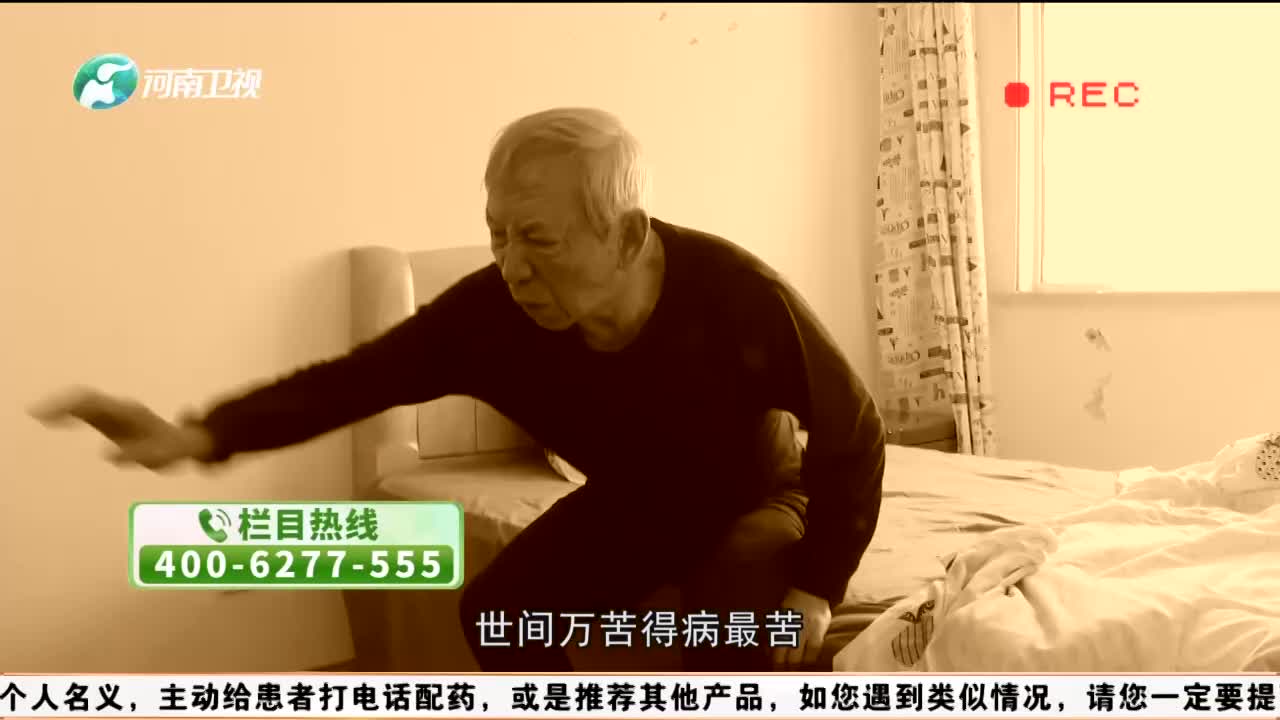 河南卫视
REC
栏目热线
400-6277-555
世间万苦得病最苦
个人名义，主动给患者打电话配药，或是推荐其他产品，如您遇到类似情况，请您一定要提